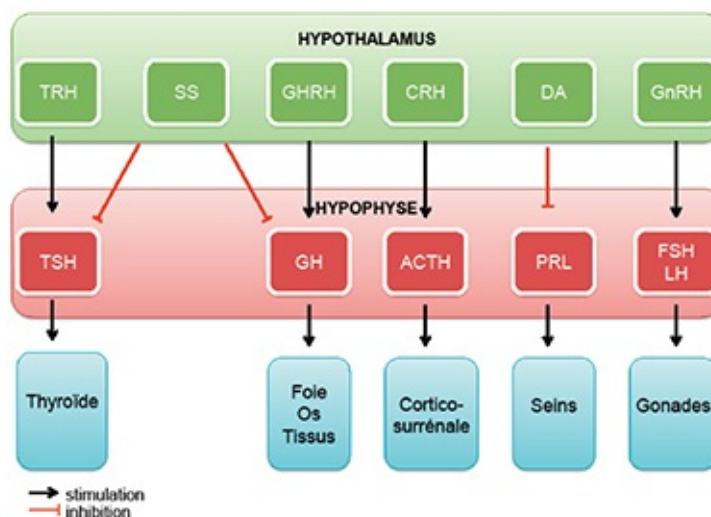 HYPOTHALAMUS
TRH SS GHRH CRH DA GnRH
HYPOPHYSE
TSH GH ACTH PRL FSH
LH
Thyroïde
Foie
Os
Tissus
Cortico-
surrénale
Seins
Gonades
stimulation
inhibition